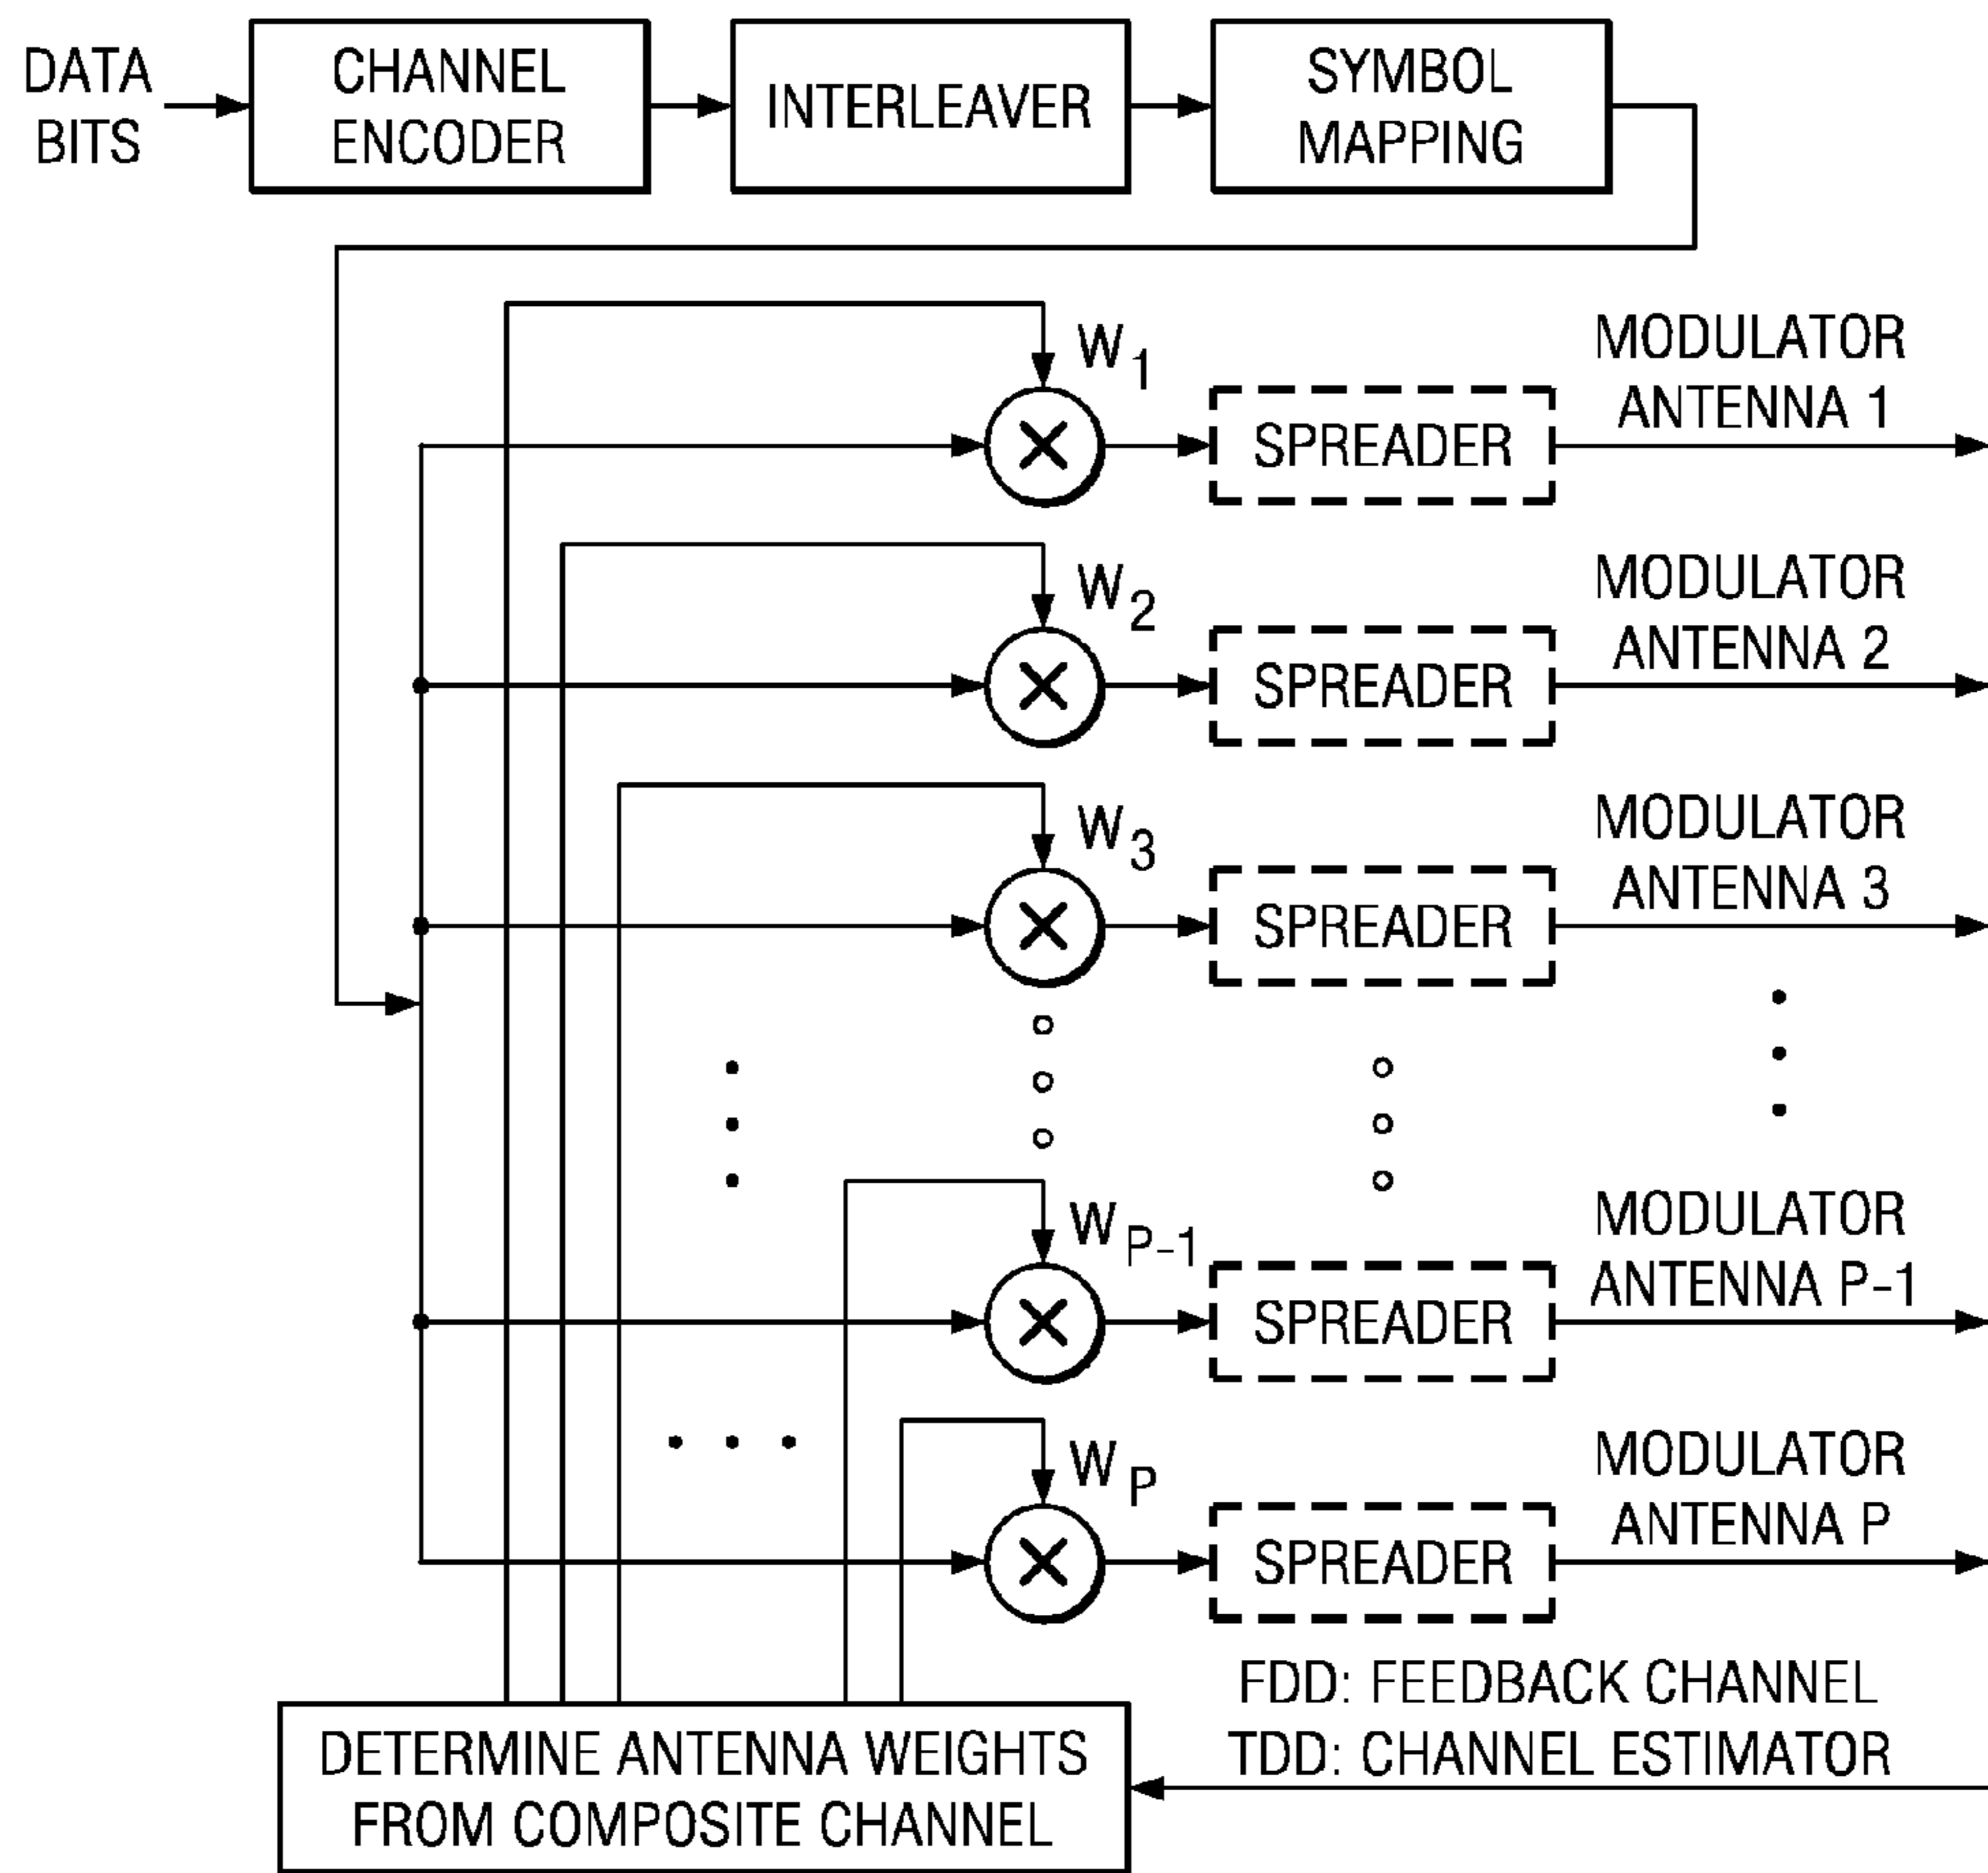 DATA
BITS
CHANNEL
ENCODER
INTERLEAVER
SYMBOL
MAPPING
W1
MODULATOR
ANTENNA 1
SPREADER
W2
MODULATOR
ANTENNA 2
SPREADER
W3
MODULATOR
ANTENNA 3
SPREADER
WP-1
MODULATOR
ANTENNA P-1
SPREADER
WP
MODULATOR
ANTENNA P
SPREADER
FDD: FEEDBACK CHANNEL
TDD: CHANNEL ESTIMATOR
DETERMINE ANTENNA WEIGHTS
FROM COMPOSITE CHANNEL